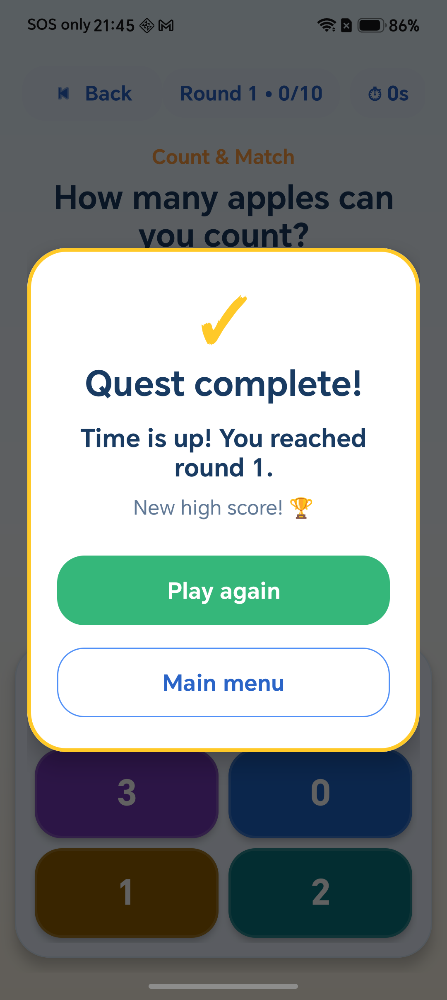 SOS only 21:45 86%
Back Round 1 • 0/10 0s
Count & Match
How many apples can
you count?
Quest complete!
Time is up! You reached
round 1.
New high score! 🏆
Play again
Main menu
3 0
1 2